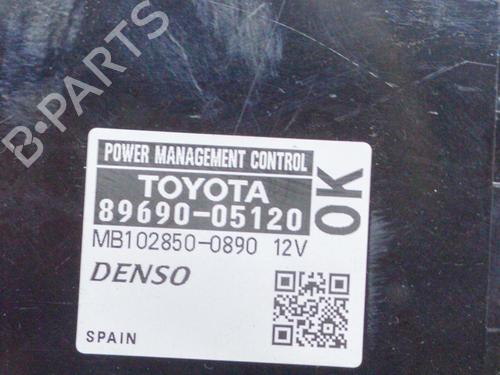 B-PARTS
POWER MANAGEMENT CONTROL
TOYOTA
89690-05120
OK
MB102850-0890 12V
DENSO
SPAIN